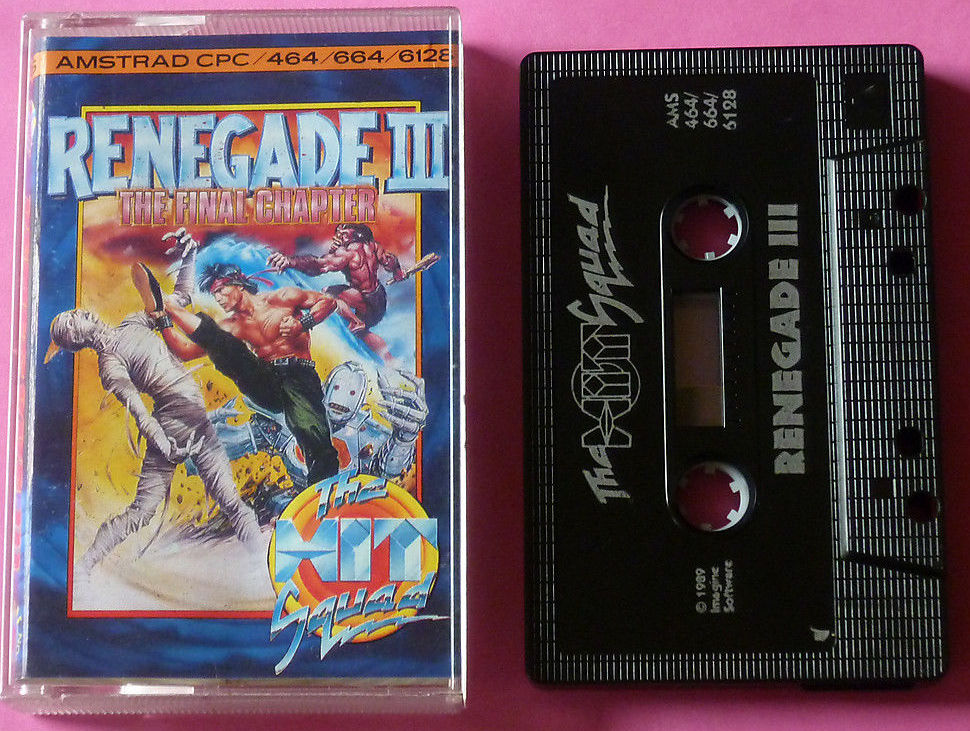 AMSTRAD CPC/464/664/6128
RENEGADE III
THE FINAL CHAPTER
The
HIT
Squad
AMS
464/
664/
6128
The HIT Squad
RENEGADE III
© 1989
Imagine
Software